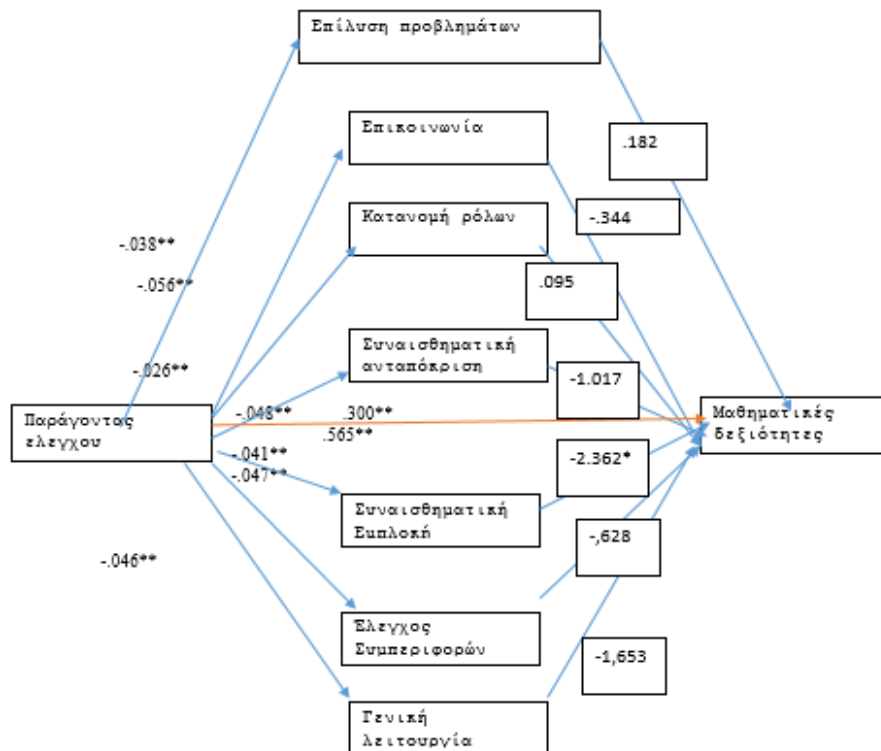 Επίλυση προβλημάτων
Επικοινωνία
.182
Κατανομή ρόλων
-.344
-.038**
-.056**
.095
Συναισθηματική
ανταπόκριση
-.026**
-1.017
Παράγοντας
ελεγχου
-.048**
.300**
.565**
Μαθηματικές
δεξιότητες
-.041**
-.047**
-2.362*
Συναισθηματική
Εμπλοκή
-,628
-.046**
Έλεγχος
Συμπεριφορών
-1,653
Γενική
λειτουργία